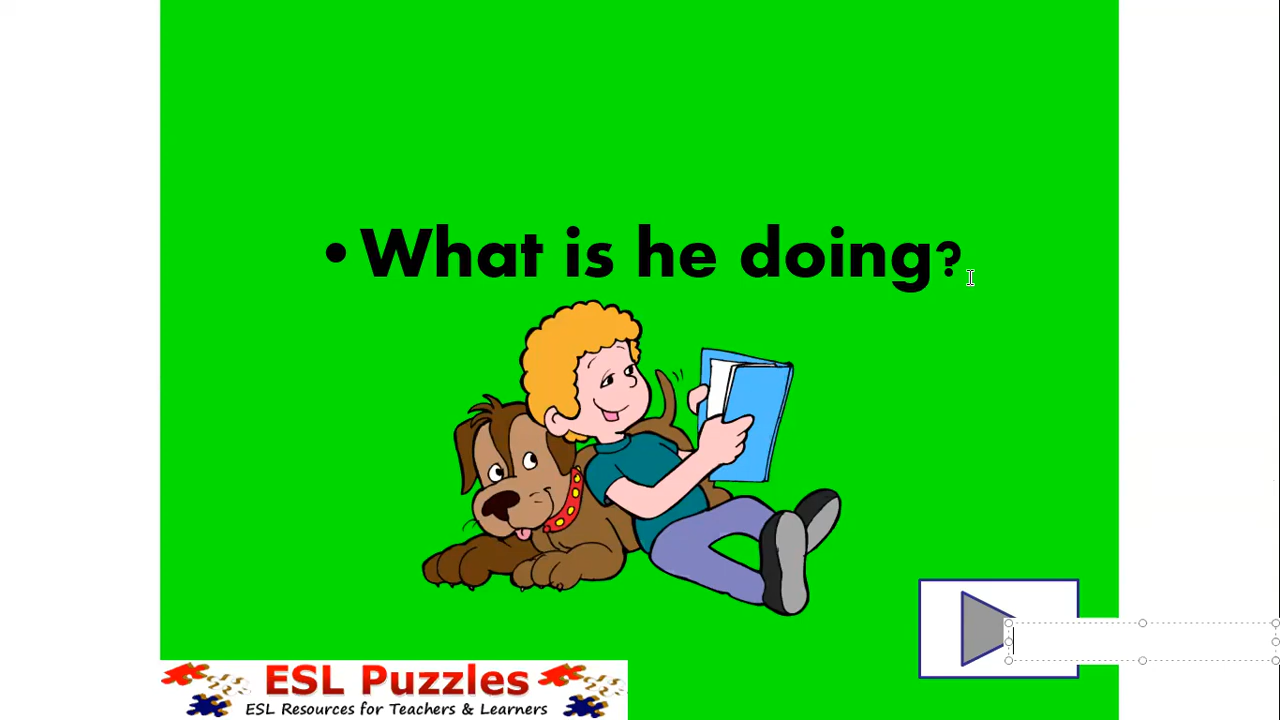 • What is he doing?
ESL Puzzles
ESL Resources for Teachers & Learners